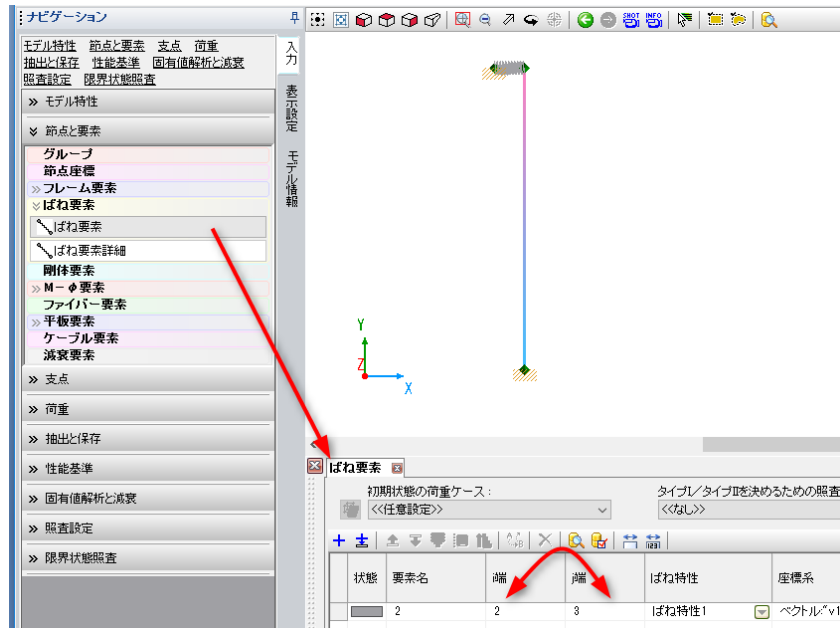 ナビゲーション
モデル特性 節点と要素 支点 荷重
抽出と保存 性能基準 固有値解析と減衰
照査設定 限界状態照査
モデル特性
節点と要素
グループ
節点座標
フレーム要素
ばね要素
ばね要素
ばね要素詳細
剛体要素
M-φ要素
ファイバー要素
平板要素
ケーブル要素
減衰要素
支点
荷重
抽出と保存
性能基準
固有値解析と減衰
照査設定
限界状態照査
入力
表示設定
モデル情報
SHOT INFO
Y
Z
X
ばね要素
初期状態の荷重ケース: タイプI/タイプIIを決めるための照査
<<任意設定>> <<なし>>
状態 要素名 i端 j端 ばね特性 座標系
2 2 3 ばね特性1 ベクトル:"v1